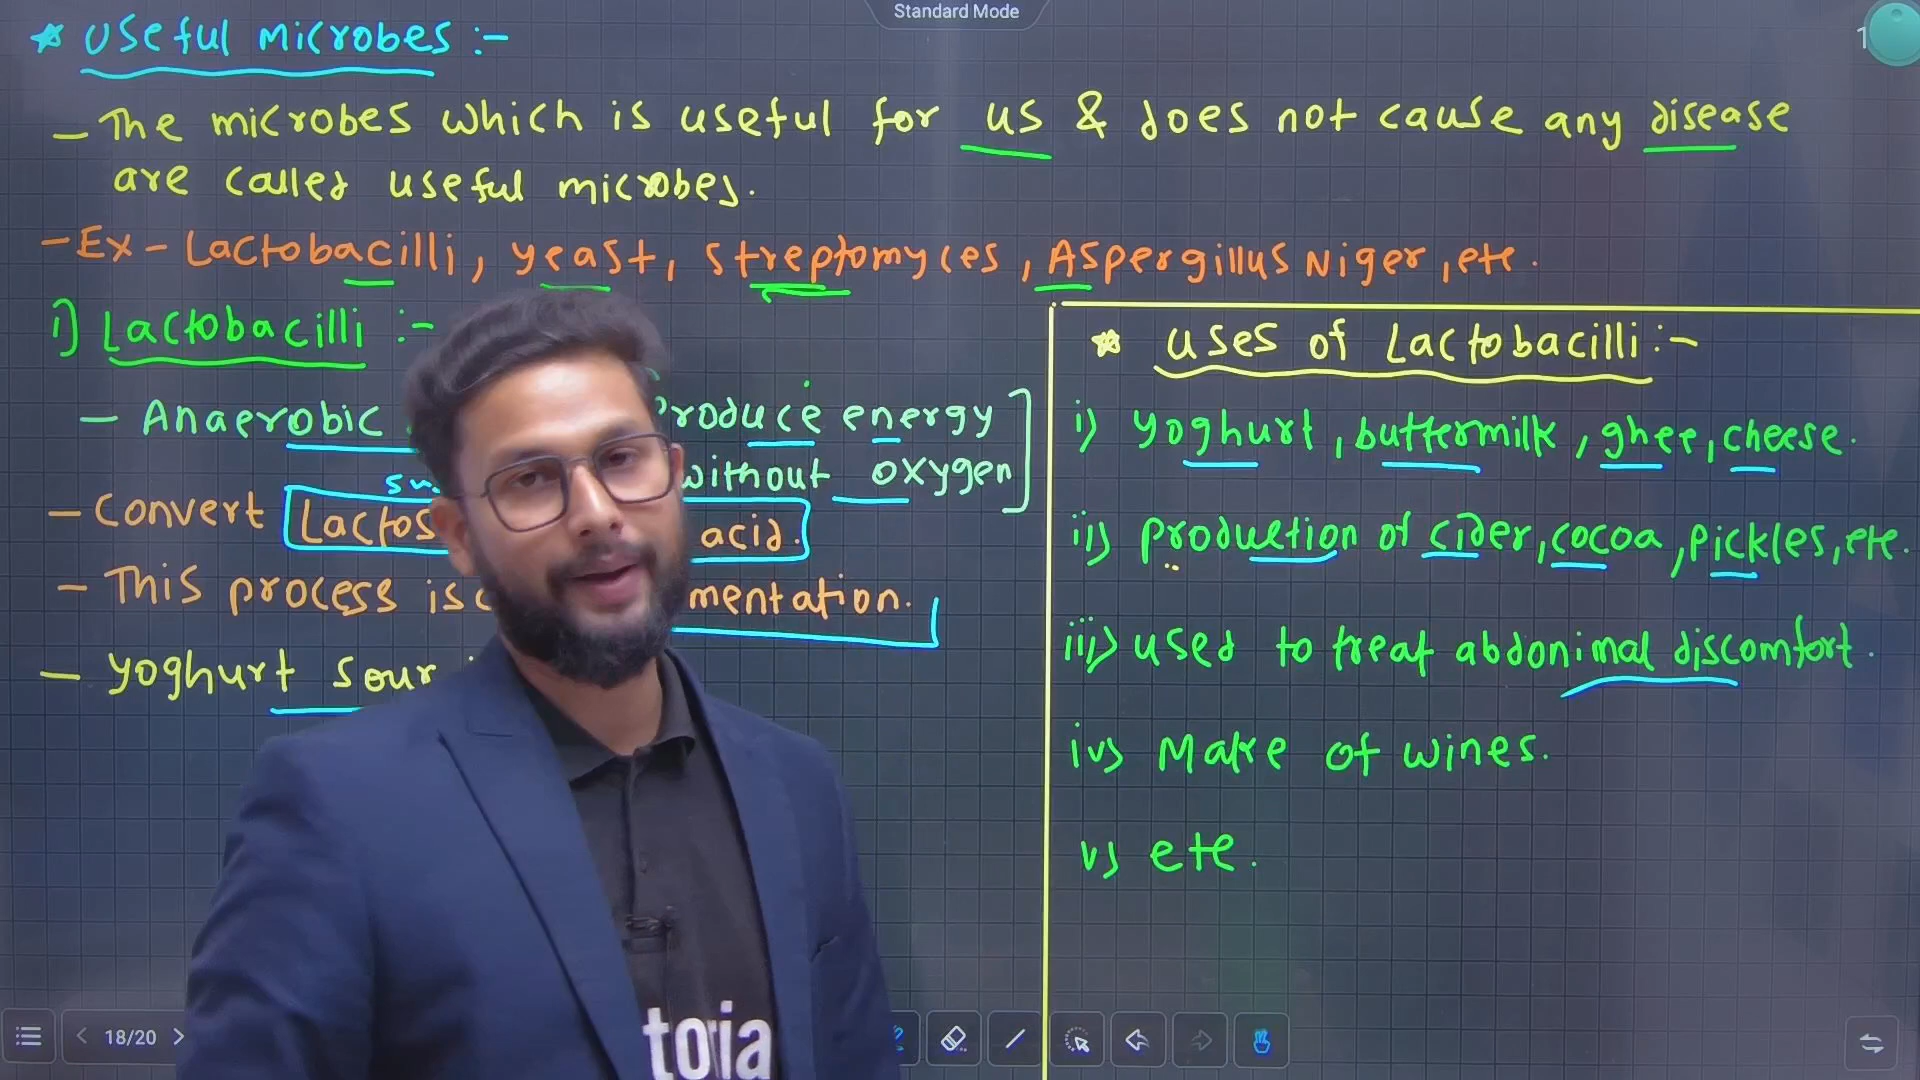 Standard Mode
1
* Useful Microbes :-
- The microbes which is useful for us & does not cause any disease
are called useful microbes.
- Ex - Lactobacilli, yeast, streptomyces, Aspergillus Niger, etc.
i) Lactobacilli :-
- Anaerobic produce energy
without oxygen]
- Convert acid.
- This process is
- Yoghurt sour
* Uses of Lactobacilli :-
i) Yoghurt, buttermilk, ghee, cheese.
ii) production of cider, cocoa, pickles, etc.
iii) used to treat abdonimal discomfort.
iv) Make of wines.
v) etc.
toria
18/20